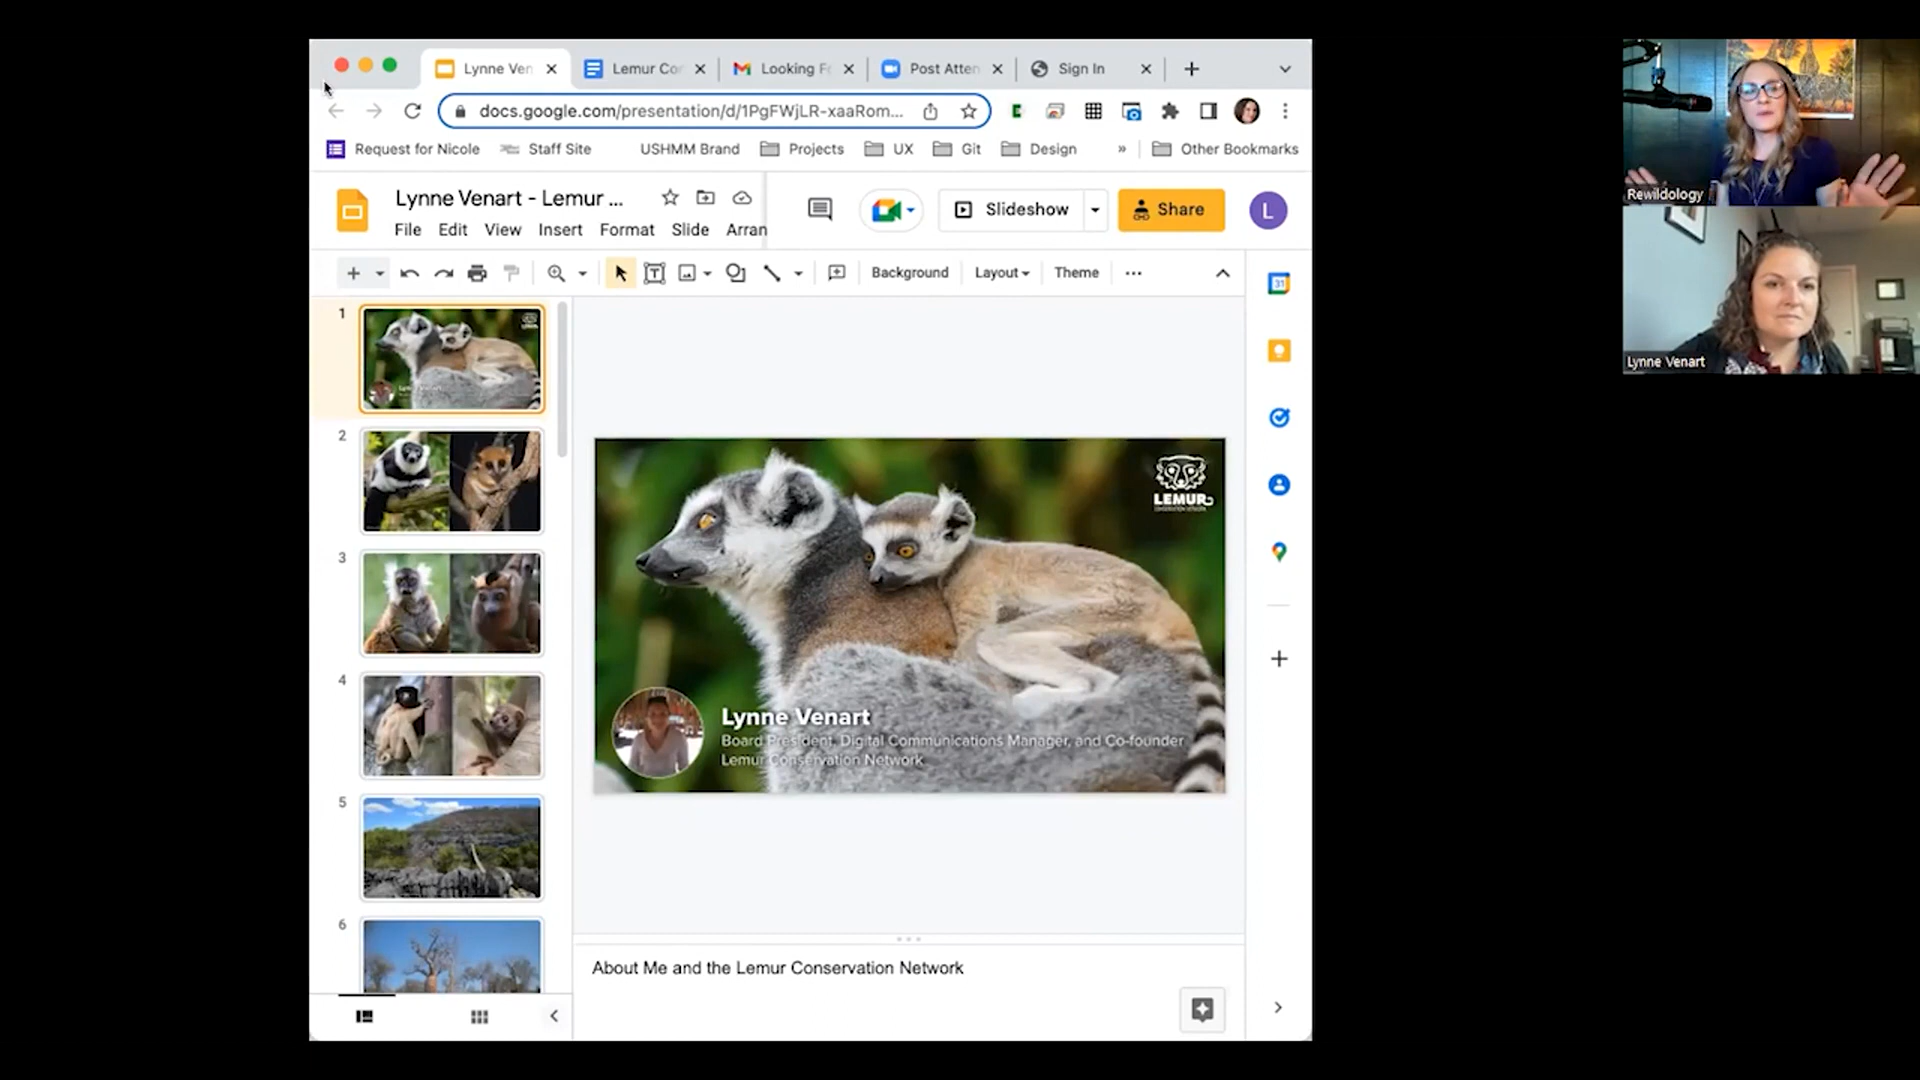 Lynne Ven
Lemur Co
Looking F
Post Atten
Sign In
docs.google.com/presentation/d/1PgFWjLR-xaaRom...
Request for Nicole
Staff Site
USHMM Brand
Projects
UX
Git
Design
»
Other Bookmarks
Lynne Venart - Lemur ...
File Edit View Insert Format Slide Arran
Slideshow
Share
L
Background
Layout
Theme
31
1
2
3
4
5
6
LEMUR
Lynne Venart
Board President, Digital Communications Manager, and Co-founder
Lemur Conservation Network
About Me and the Lemur Conservation Network
Rewildology
Lynne Venart